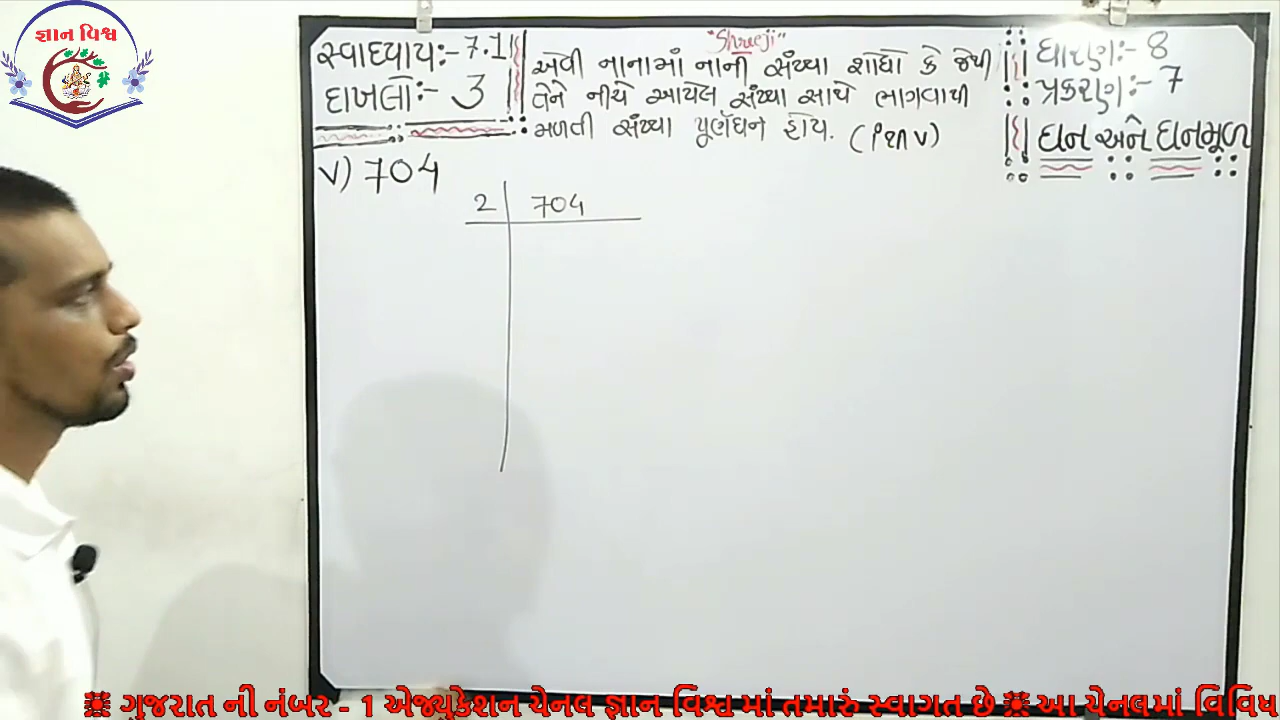 જ્ઞાન વિશ્વ
"Shreeji"
સ્વાધ્યાય:- 7.1
દાખલો:- 3
એવી નાનામાં નાની સંખ્યા શોધો કે જેથી
તેને નીચે આપેલ સંખ્યા સાથે ભાગવાથી
મળતી સંખ્યા પૂર્ણઘન હોય. (થી v)
ધોરણ:- 8
પ્રકરણ:- 7
ઘન અને ઘનમૂળ
v) 704
2 704
ગુજરાત ની નંબર - 1 એજ્યુકેશન ચેનલ જ્ઞાન વિશ્વ માં તમારું સ્વાગત છે આ ચેનલમાં વિવિધ